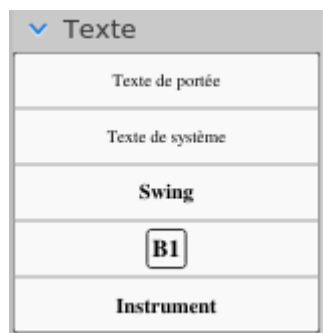 Texte
Texte de portée
Texte de système
Swing
B1
Instrument